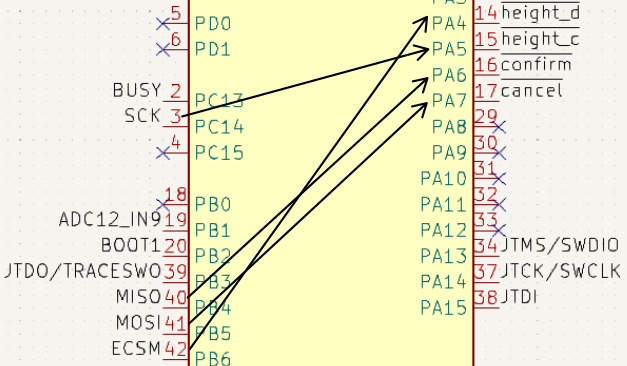 5 PD0
6 PD1
BUSY 2 PC13
SCK 3 PC14
4 PC15
18 PB0
ADC12_IN9 19 PB1
BOOT1 20 PB2
JTDO/TRACESWO 39 PB3
MISO 40 PB4
MOSI 41 PB5
ECSM 42 PB6
PA4 14 height_d
PA5 15 height_c
PA6 16 confirm
PA7 17 cancel
PA8 29
PA9 30
PA10 31
PA11 32
PA12 33
PA13 34 JTMS/SWDIO
PA14 37 JTCK/SWCLK
PA15 38 JTDI